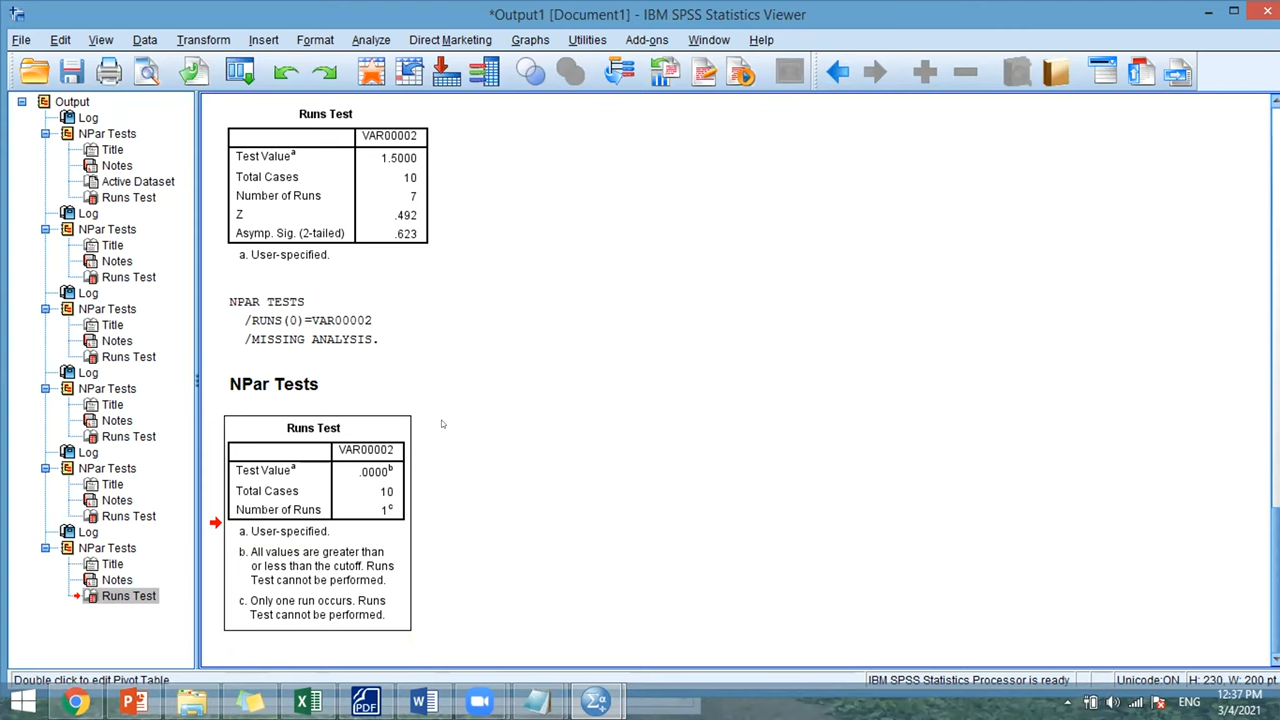 *Output1 [Document1] - IBM SPSS Statistics Viewer
File Edit View Data Transform Insert Format Analyze Direct Marketing Graphs Utilities Add-ons Window Help
Output
Log
NPar Tests
Title
Notes
Active Dataset
Runs Test
Log
NPar Tests
Title
Notes
Runs Test
Log
NPar Tests
Title
Notes
Runs Test
Log
NPar Tests
Title
Notes
Runs Test
Log
NPar Tests
Title
Notes
Runs Test
Log
NPar Tests
Title
Notes
Runs Test
Runs Test
VAR00002
Test Valueª 1.5000
Total Cases 10
Number of Runs 7
Z .492
Asymp. Sig. (2-tailed) .623
a. User-specified.
NPAR TESTS
/RUNS(0)=VAR00002
/MISSING ANALYSIS.
NPar Tests
Runs Test
VAR00002
Test Valueª .0000ᵇ
Total Cases 10
Number of Runs 1ᶜ
a. User-specified.
b. All values are greater than
or less than the cutoff. Runs
Test cannot be performed.
c. Only one run occurs. Runs
Test cannot be performed.
Double click to edit Pivot Table
IBM SPSS Statistics Processor is ready
Unicode:ON H: 230, W: 200 pt
PDF
ENG
12:37 PM
3/4/2021